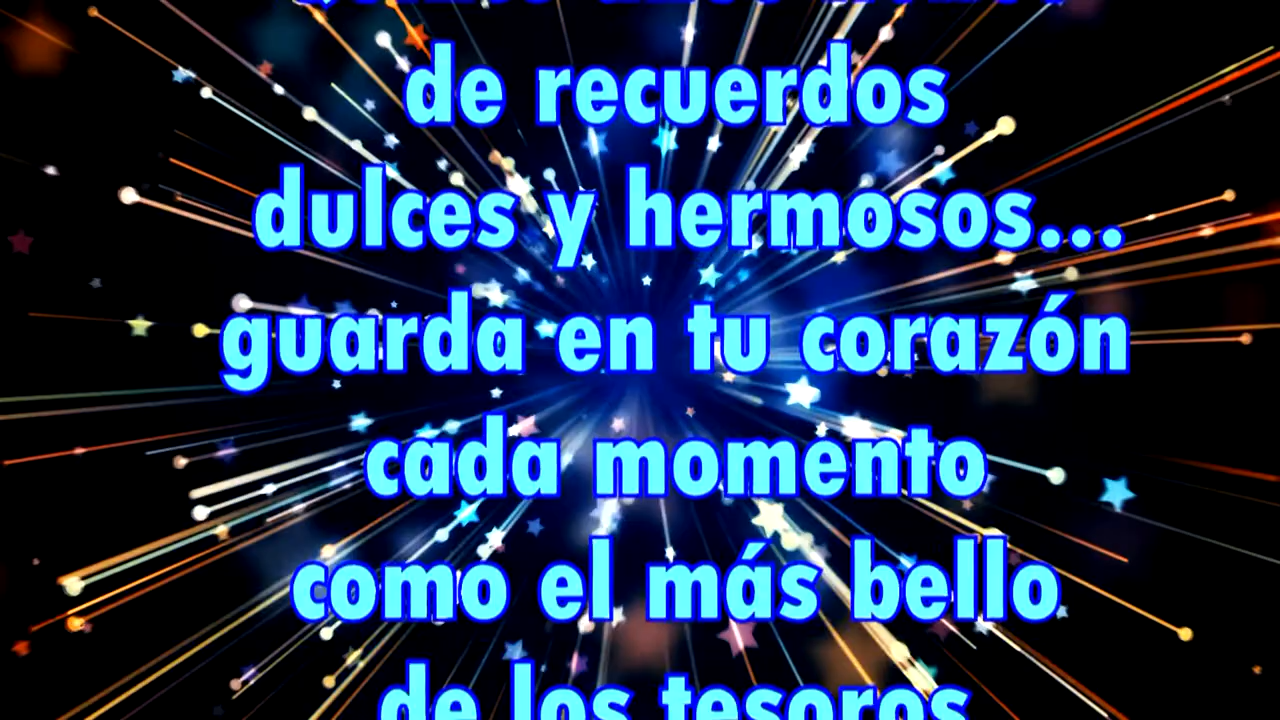 de recuerdos
dulces y hermosos...
guarda en tu corazón
cada momento
como el más bello
de los tesoros